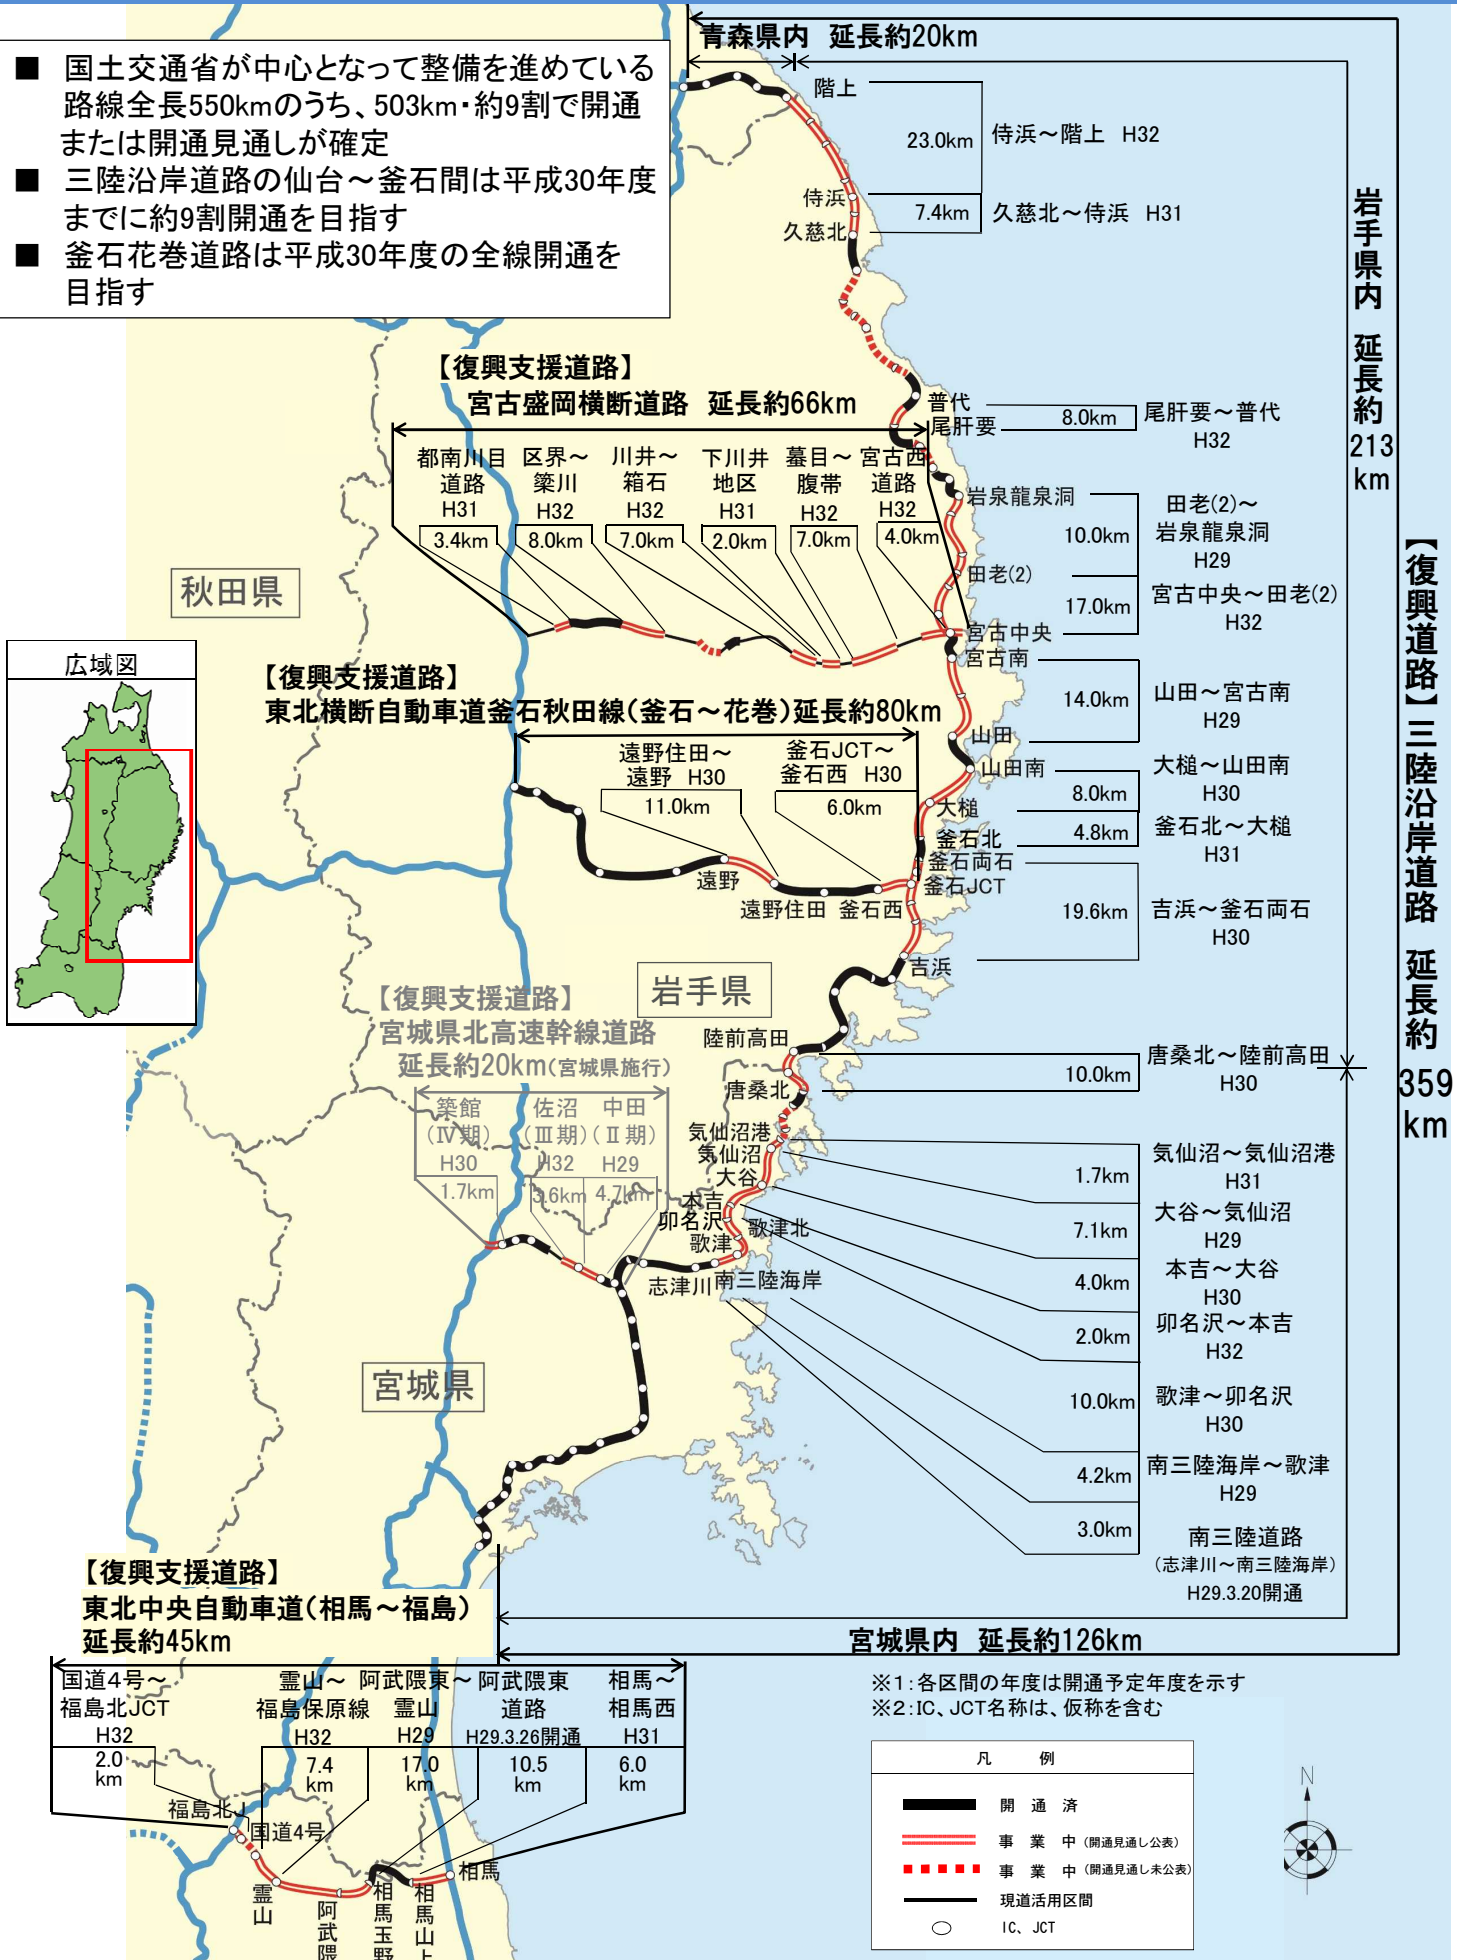 ■ 国土交通省が中心となって整備を進めている
路線全長550kmのうち、503km・約9割で開通
または開通見通しが確定
■ 三陸沿岸道路の仙台～釜石間は平成30年度
までに約9割開通を目指す
■ 釜石花巻道路は平成30年度の全線開通を
目指す
青森県内 延長約20km
階上
23.0km
侍浜～階上 H32
侍浜
7.4km
久慈北～侍浜 H31
久慈北
岩手県内 延長約213km
【復興道路】三陸沿岸道路 延長約359km
【復興支援道路】
宮古盛岡横断道路 延長約66km
都南川目
道路
H31
3.4km
区界～
簗川
H32
8.0km
川井～
箱石
H32
7.0km
下川井
地区
H31
2.0km
蟇目～
腹帯
H32
7.0km
宮古西
道路
H32
4.0km
普代
尾肝要
8.0km
尾肝要～普代
H32
岩泉龍泉洞
10.0km
田老(2)～
岩泉龍泉洞
H29
田老(2)
17.0km
宮古中央～田老(2)
H32
宮古中央
宮古南
14.0km
山田～宮古南
H29
山田
山田南
8.0km
大槌～山田南
H30
大槌
4.8km
釜石北～大槌
H31
釜石北
釜石両石
釜石JCT
19.6km
吉浜～釜石両石
H30
吉浜
秋田県
広域図
【復興支援道路】
東北横断自動車道釜石秋田線(釜石～花巻)延長約80km
遠野住田～
遠野 H30
11.0km
釜石JCT～
釜石西 H30
6.0km
遠野
遠野住田
釜石西
岩手県
【復興支援道路】
宮城県北高速幹線道路
延長約20km(宮城県施行)
築館
(Ⅳ期)
H30
1.7km
佐沼
(Ⅲ期)
H32
3.6km
中田
(Ⅱ期)
H29
4.7km
陸前高田
10.0km
唐桑北～陸前高田
H30
唐桑北
気仙沼港
気仙沼
大谷
本吉
卯名沢
歌津北
歌津
志津川
南三陸海岸
1.7km
気仙沼～気仙沼港
H31
7.1km
大谷～気仙沼
H29
4.0km
本吉～大谷
H30
2.0km
卯名沢～本吉
H32
10.0km
歌津～卯名沢
H30
4.2km
南三陸海岸～歌津
H29
3.0km
南三陸道路
(志津川～南三陸海岸)
H29.3.20開通
宮城県
宮城県内 延長約126km
【復興支援道路】
東北中央自動車道(相馬～福島)
延長約45km
国道4号～
福島北JCT
H32
2.0
km
霊山～
福島保原線
H32
7.4
km
阿武隈東～
霊山
H29
17.0
km
阿武隈東
道路
H29.3.26開通
10.5
km
相馬～
相馬西
H31
6.0
km
福島北J
国道4号
霊山
阿武隈
相馬玉野
相馬山上
相馬
※1:各区間の年度は開通予定年度を示す
※2:IC、JCT名称は、仮称を含む
凡 例
開 通 済
事 業 中 (開通見通し公表)
事 業 中 (開通見通し未公表)
現道活用区間
IC、JCT
N